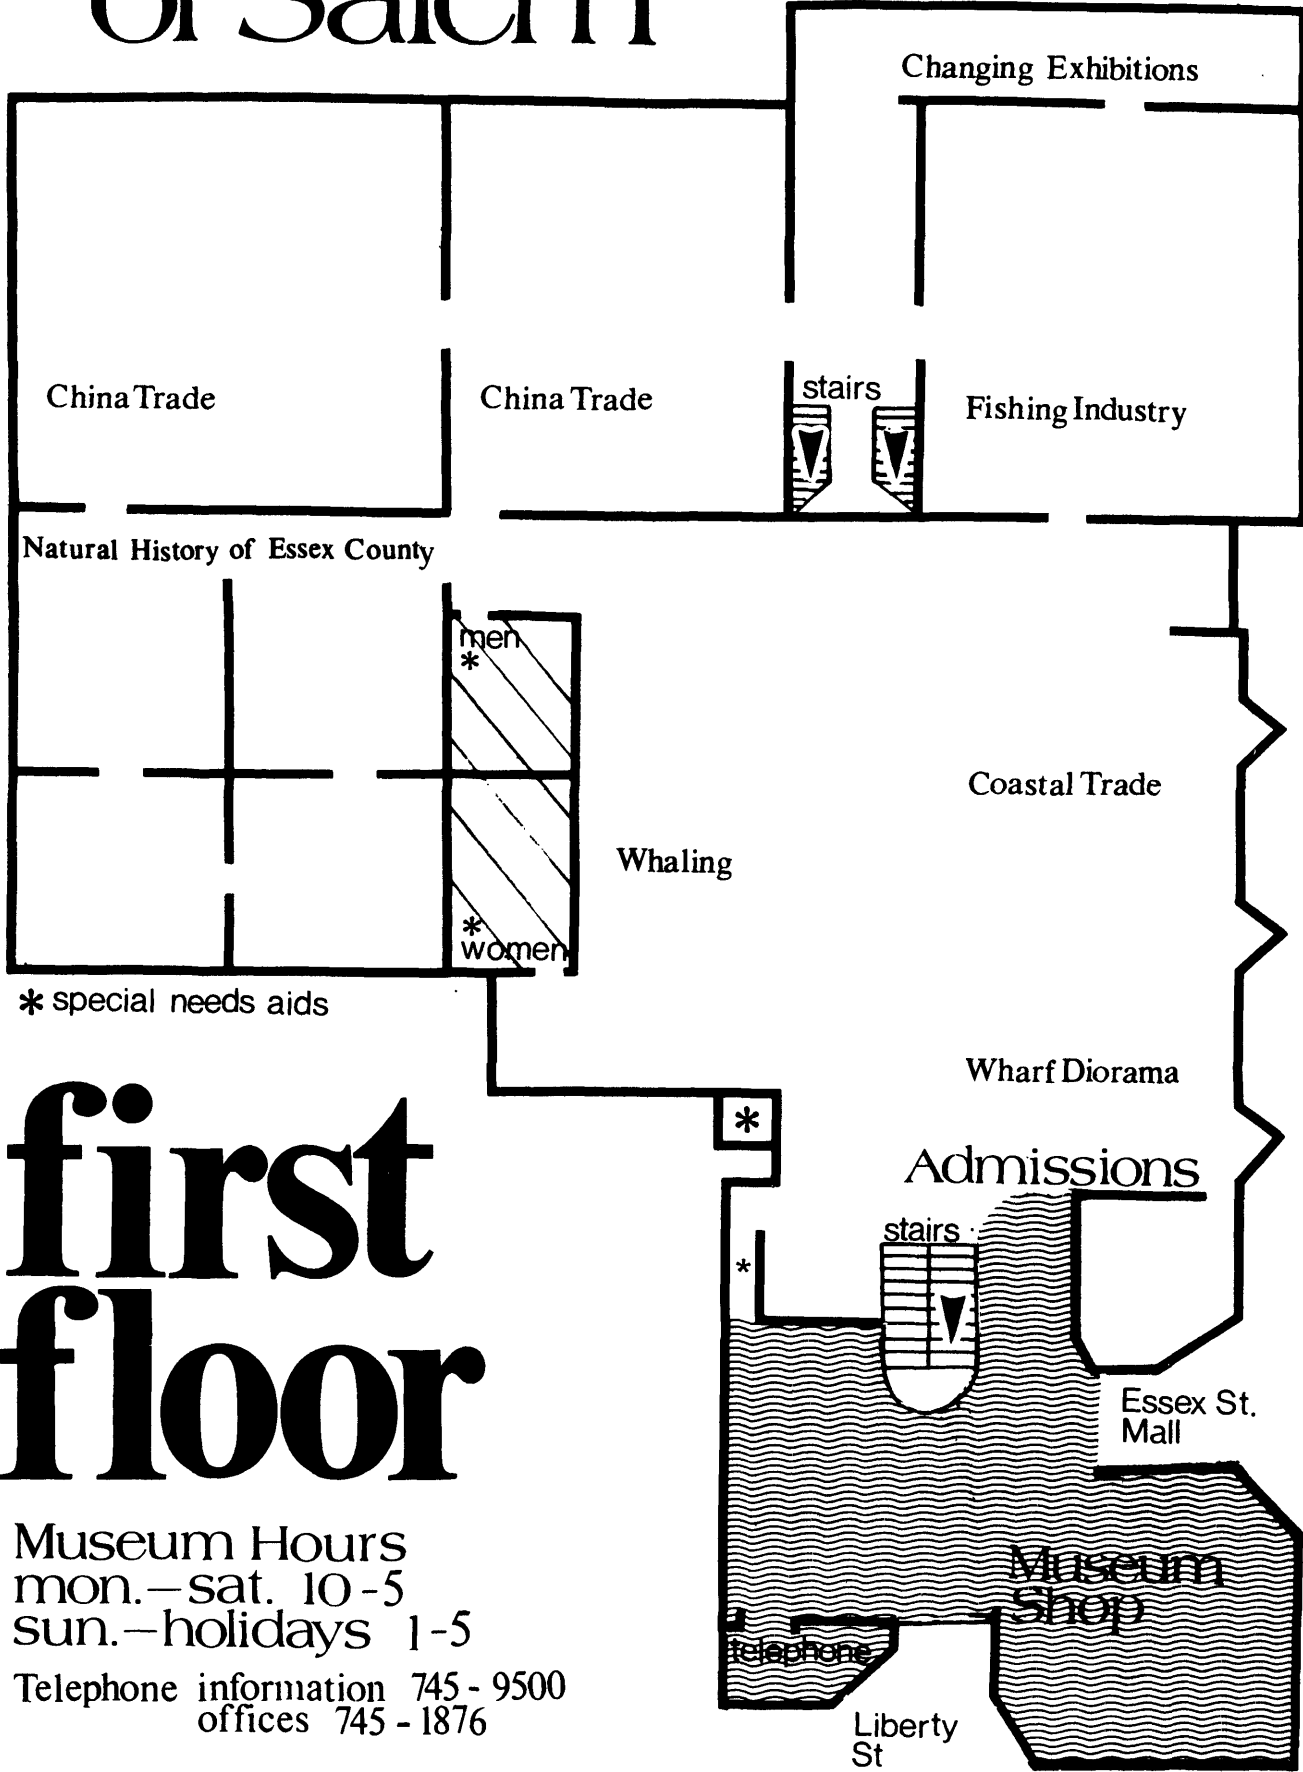 of Salem
Changing Exhibitions
China Trade
China Trade
stairs
Fishing Industry
Natural History of Essex County
men
*
Coastal Trade
Whaling
*
women
* special needs aids
Wharf Diorama
*
Admissions
stairs
*
first
floor
Essex St.
Mall
Museum Hours
mon.—sat. 10-5
sun.—holidays 1-5
Museum
Shop
telephone
Telephone information 745-9500
offices 745-1876
Liberty
St